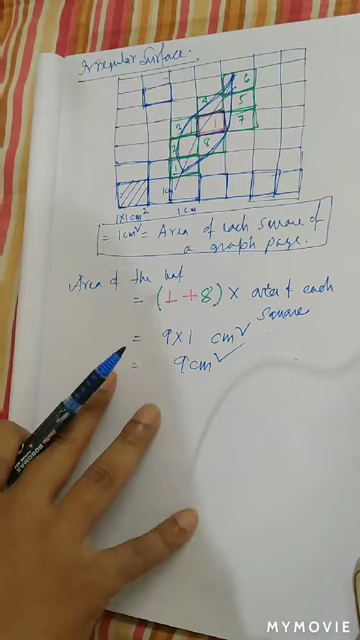 Irregular Surface.
6
4
5
3
1
7
2
8
1
1cm
1x1cm²
1cm
= 1cm² = Area of each square of
a graph page.
Area of the leaf
= (1+8) × area of each
square
= 9×1 cm²
= 9cm²
MYMOVIE